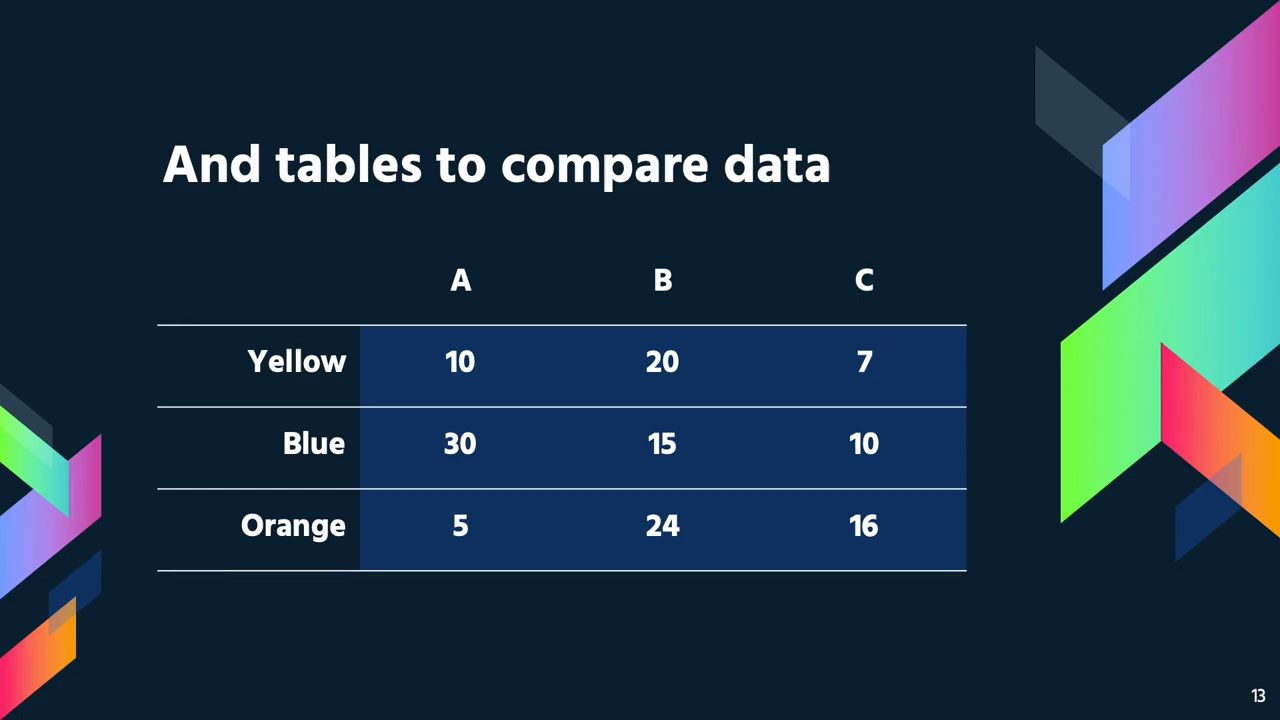 And tables to compare data
A B C
Yellow 10 20 7
Blue 30 15 10
Orange 5 24 16
13